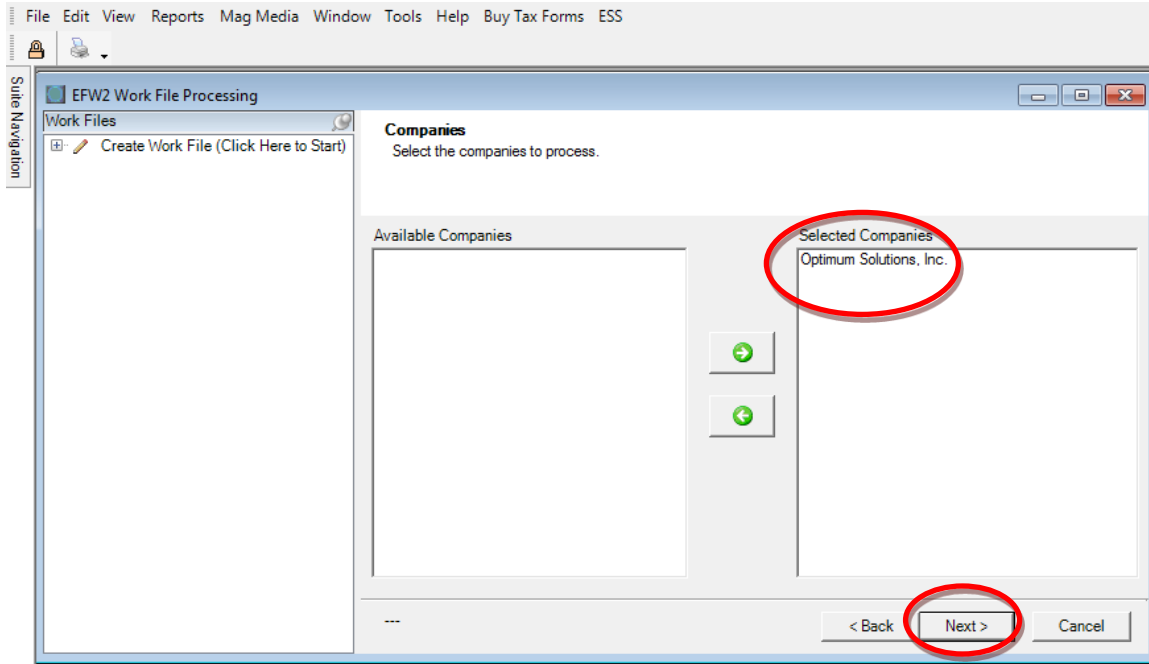 File Edit View Reports Mag Media Window Tools Help Buy Tax Forms ESS
Suite Navigation
EFW2 Work File Processing
Work Files
Create Work File (Click Here to Start)
Companies
Select the companies to process.
Available Companies
Selected Companies
Optimum Solutions, Inc.
---
< Back
Next >
Cancel